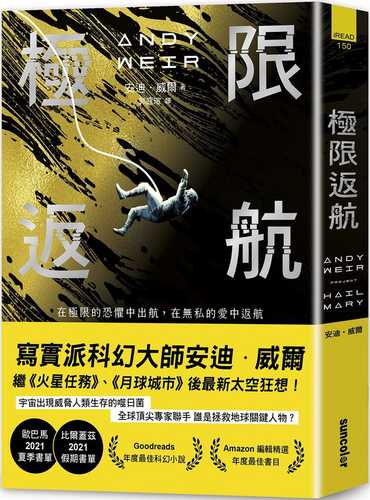 ANDY
WEIR
極限
返航
安迪・威爾 著
譯
在極限的恐懼中出航，在無私的愛中返航
寫實派科幻大師安迪・威爾
繼《火星任務》、《月球城市》後最新太空狂想！
宇宙出現威脅人類生存的噬日菌
全球頂尖專家聯手 誰是拯救地球關鍵人物？
歐巴馬
2021
夏季書單
比爾蓋茲
2021
假期書單
Goodreads
年度最佳科幻小說
Amazon 編輯精選
年度最佳書目
iREAD
150
極限返航
ANDY
WEIR
PROJECT
HAIL
MARY
安迪・威爾
suncolor